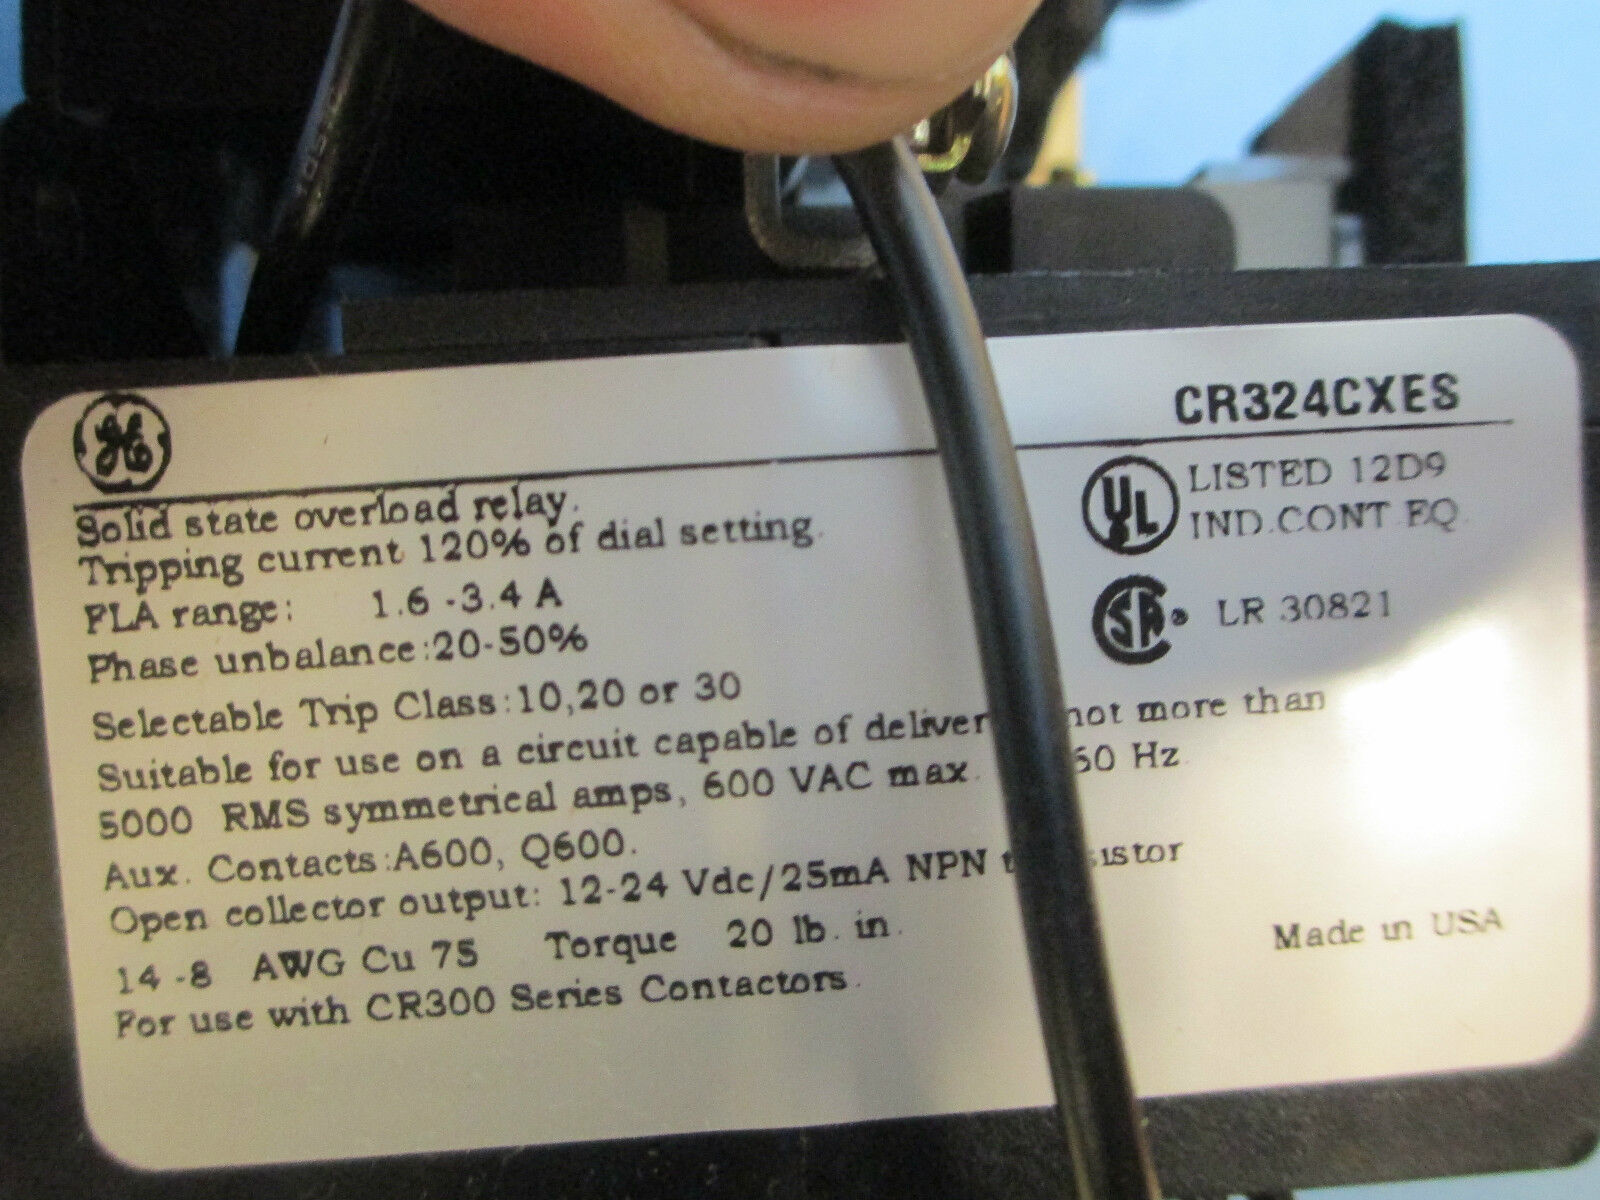 GE
CR324CXES
Solid state overload relay.
Tripping current 120% of dial setting.
FLA range: 1.6 -3.4 A
Phase unbalance:20-50%
Selectable Trip Class:10,20 or 30
Suitable for use on a circuit capable of deliver not more than
5000 RMS symmetrical amps, 600 VAC max. 60 Hz.
Aux. Contacts:A600, Q600.
Open collector output: 12-24 Vdc/25mA NPN
14 -8 AWG Cu 75 Torque 20 lb. in.
For use with CR300 Series Contactors.
UL LISTED 12D9
IND.CONT EQ.
SA® LR 30821
Made in USA